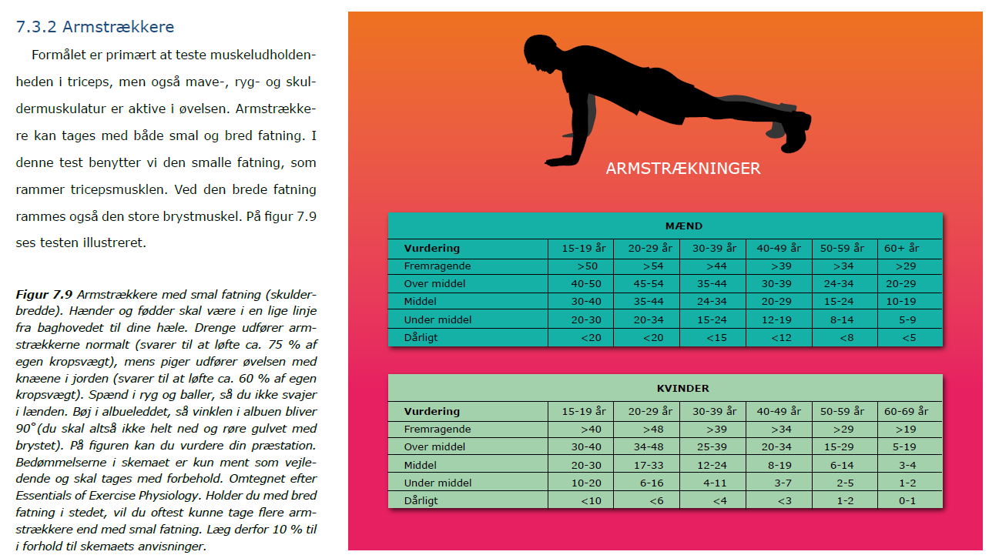 7.3.2 Armstrækkere
Formålet er primært at teste muskeludholden-
heden i triceps, men også mave-, ryg- og skul-
dermuskulatur er aktive i øvelsen. Armstrække-
re kan tages med både smal og bred fatning. I
denne test benytter vi den smalle fatning, som
rammer tricepsmusklen. Ved den brede fatning
rammes også den store brystmuskel. På figur 7.9
ses testen illustreret.
Figur 7.9 Armstrækkere med smal fatning (skulder-
bredde). Hænder og fødder skal være i en lige linje
fra baghovedet til dine hæle. Drenge udfører arm-
strækkerne normalt (svarer til at løfte ca. 75 % af
egen kropsvægt), mens piger udfører øvelsen med
knæene i jorden (svarer til at løfte ca. 60 % af egen
kropsvægt). Spænd i ryg og baller, så du ikke svajer
i lænden. Bøj i albueleddet, så vinklen i albuen bliver
90° (du skal altså ikke helt ned og røre gulvet med
brystet). På figuren kan du vurdere din præstation.
Bedømmelserne i skemaet er kun ment som vejle-
dende og skal tages med forbehold. Omtegnet efter
Essentials of Exercise Physiology. Holder du med bred
fatning i stedet, vil du oftest kunne tage flere arm-
strækkere end med smal fatning. Læg derfor 10 % til
i forhold til skemaets anvisninger.
ARMSTRÆKNINGER
MÆND
Vurdering 15-19 år 20-29 år 30-39 år 40-49 år 50-59 år 60+ år
Fremragende >50 >54 >44 >39 >34 >29
Over middel 40-50 45-54 35-44 30-39 24-34 20-29
Middel 30-40 35-44 24-34 20-29 15-24 10-19
Under middel 20-30 20-34 15-24 12-19 8-14 5-9
Dårligt <20 <20 <15 <12 <8 <5
KVINDER
Vurdering 15-19 år 20-29 år 30-39 år 40-49 år 50-59 år 60-69 år
Fremragende >40 >48 >39 >34 >29 >19
Over middel 30-40 34-48 25-39 20-34 15-29 5-19
Middel 20-30 17-33 12-24 8-19 6-14 3-4
Under middel 10-20 6-16 4-11 3-7 2-5 1-2
Dårligt <10 <6 <4 <3 1-2 0-1